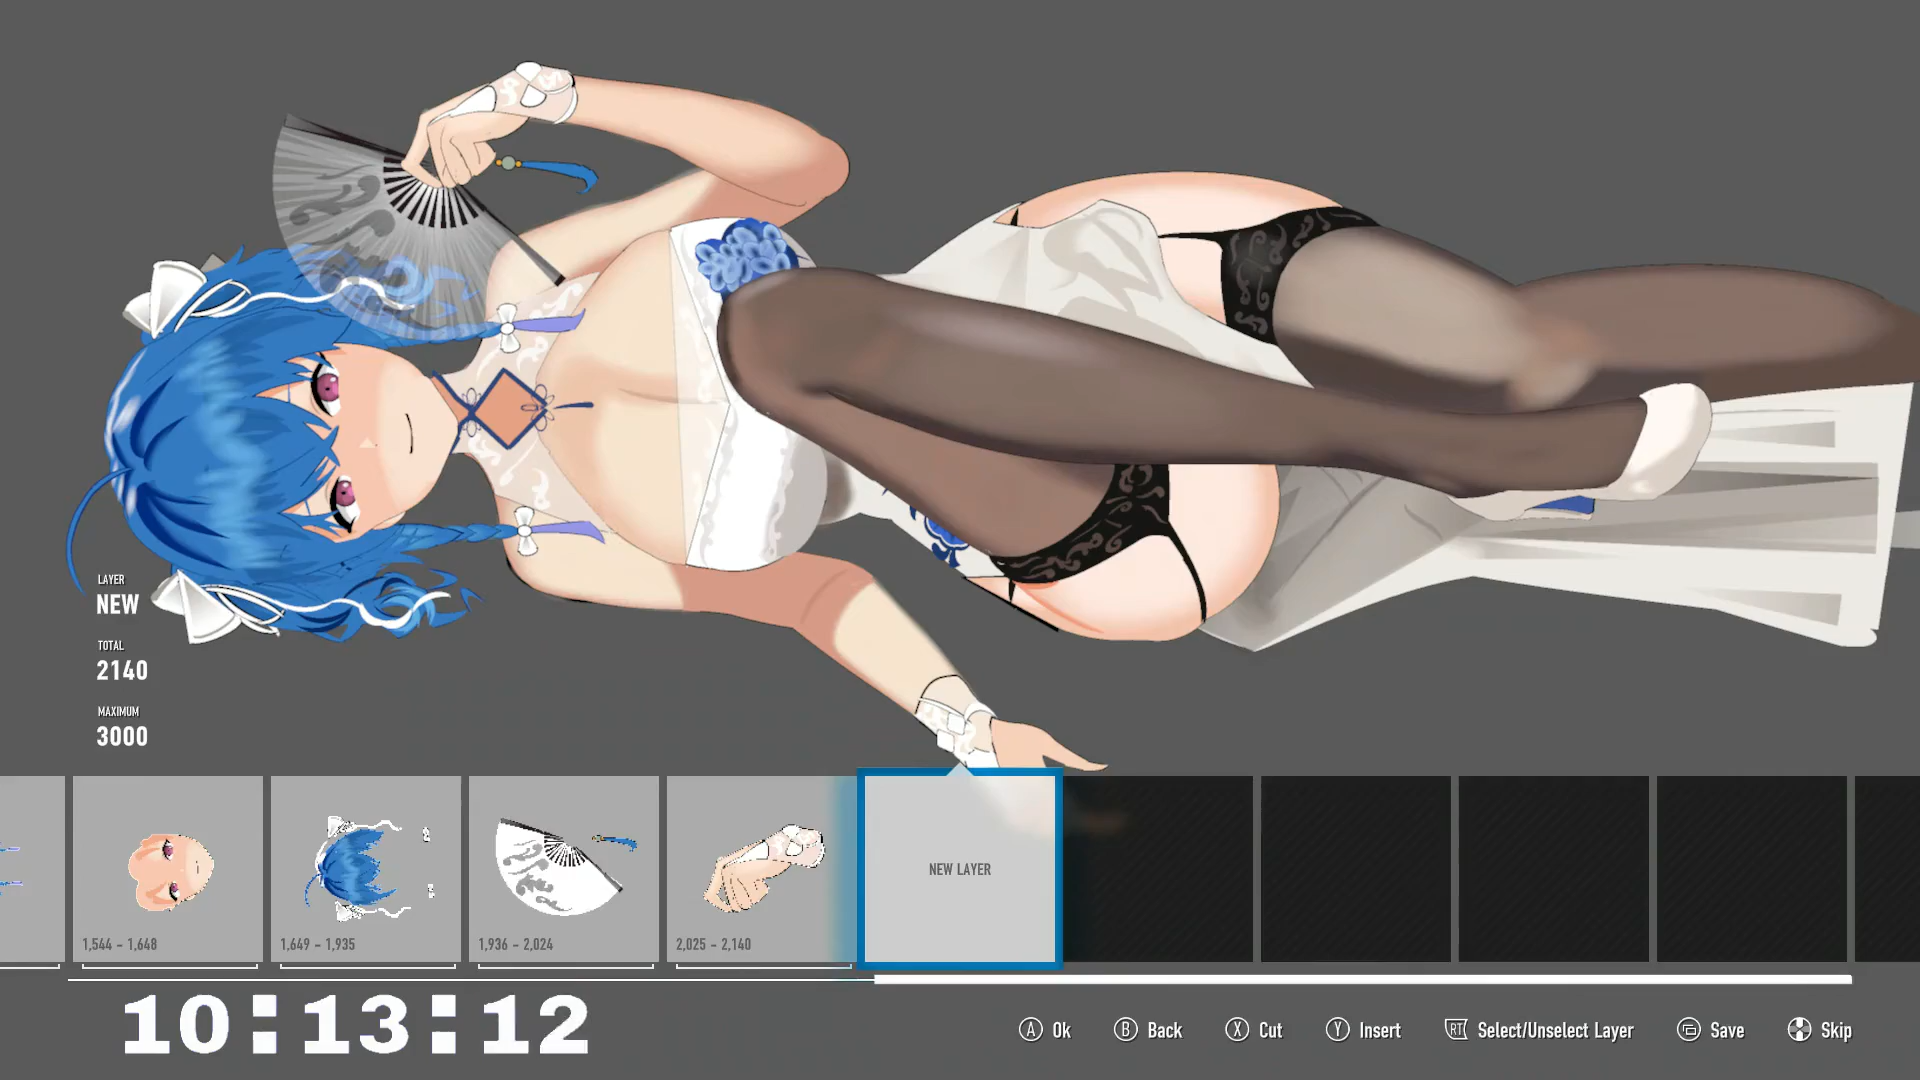 LAYER
NEW
TOTAL
2140
MAXIMUM
3000
NEW LAYER
1,544 - 1,648
1,649 - 1,935
1,936 - 2,024
2,025 - 2,140
10:13:12
A Ok
B Back
X Cut
Y Insert
RT Select/Unselect Layer
Save
Skip